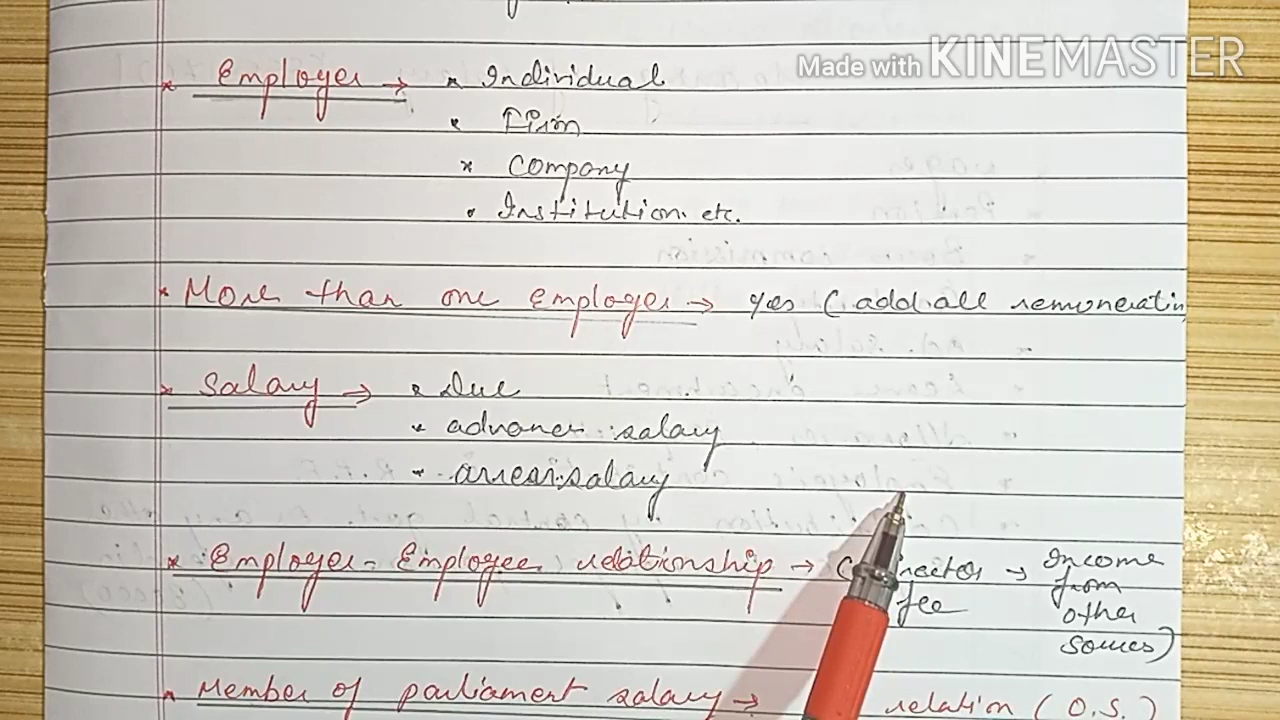 Made with KINEMASTER
* Employer → * Individual
• Firm
* Company
• Institution. etc.
* More than one Employer → yes (add all remuneratin
* Salary → • Due
* advance salary
* arrear salary
* Employer - Employee relationship → → Income
fee from
other
sources)
* Member of parliament salary → relation (O.S.)